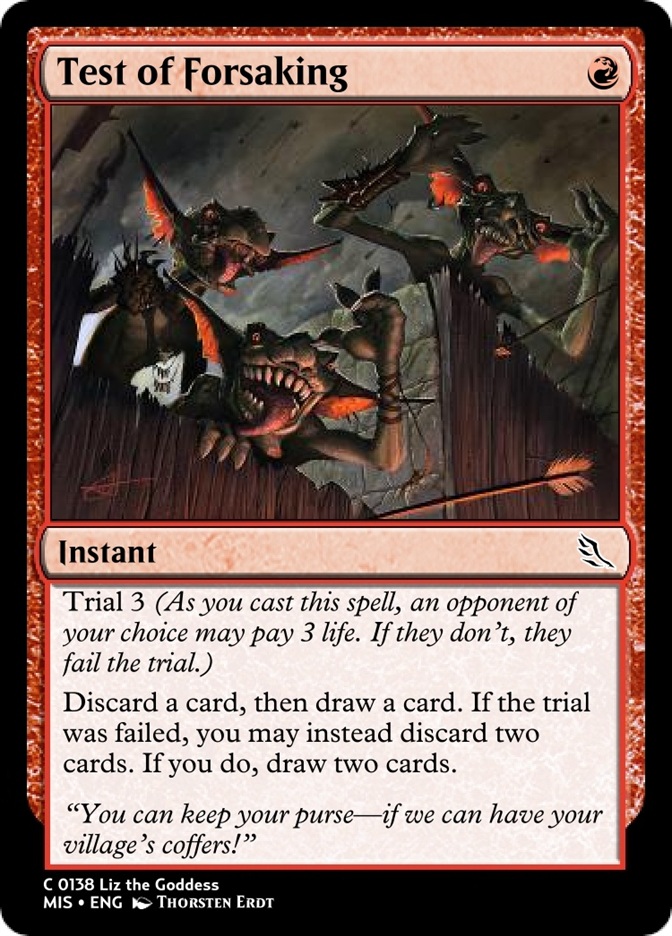 Test of Forsaking
Instant
Trial 3 (As you cast this spell, an opponent of
your choice may pay 3 life. If they don't, they
fail the trial.)
Discard a card, then draw a card. If the trial
was failed, you may instead discard two
cards. If you do, draw two cards.
“You can keep your purse—if we can have your
village's coffers!”
C 0138 Liz the Goddess
MIS • ENG Thorsten Erdt